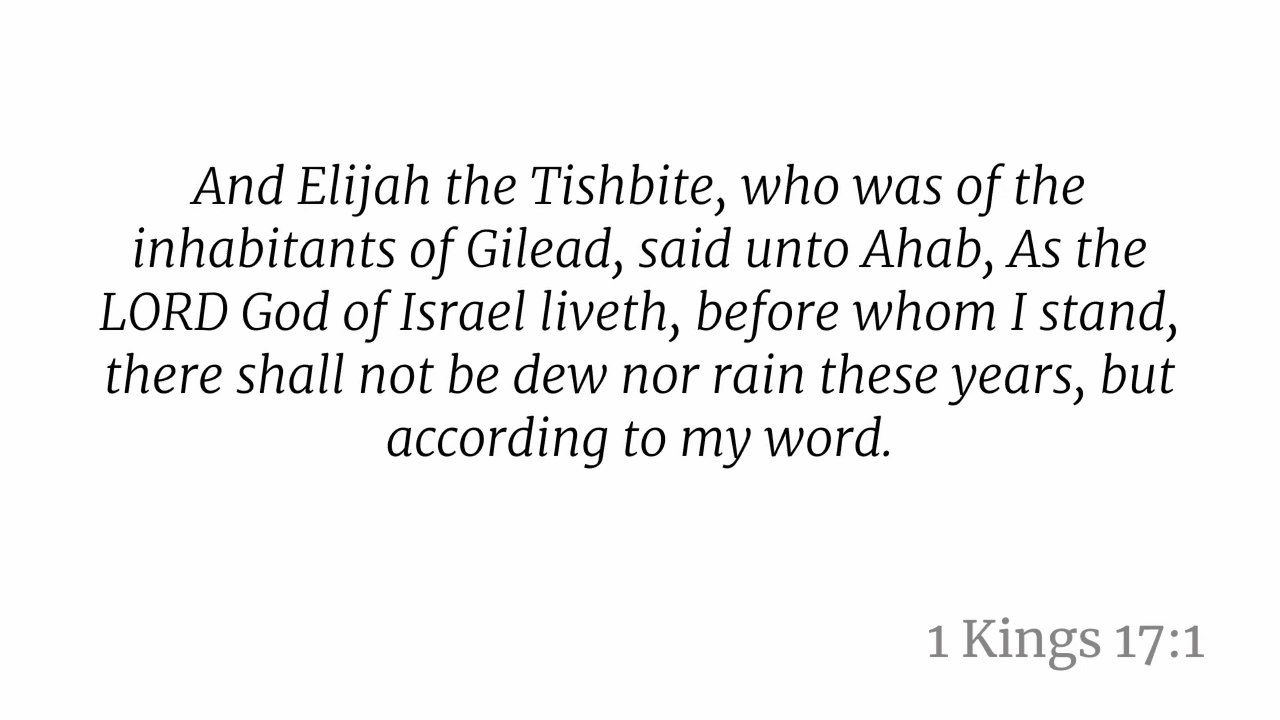 And Elijah the Tishbite, who was of the
inhabitants of Gilead, said unto Ahab, As the
LORD God of Israel liveth, before whom I stand,
there shall not be dew nor rain these years, but
according to my word.
1 Kings 17:1